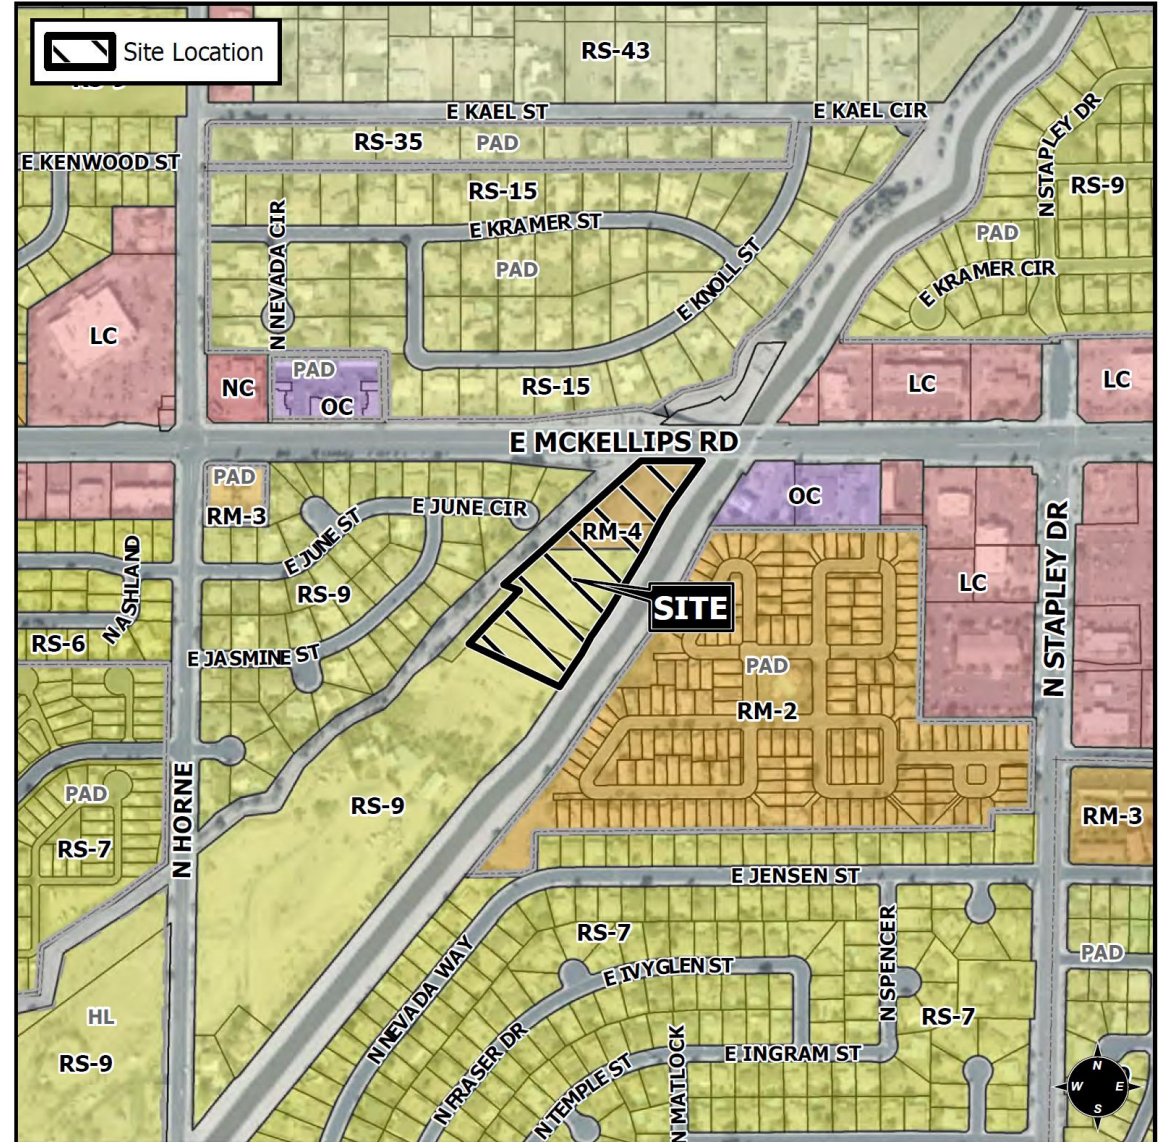 Site Location
RS-43
E KAEL ST
E KAEL CIR
RS-35
PAD
E KENWOOD ST
N STAPLEY DR
RS-9
RS-15
N NEVADA CIR
E KRAMER ST
PAD
PAD
E KNOLL ST
E KRAMER CIR
LC
PAD
NC
OC
RS-15
LC
LC
E MCKELLIPS RD
PAD
RM-3
E JUNE CIR
E JUNE ST
OC
RM-4
N ASHLAND
RS-9
LC
SITE
N STAPLEY DR
RS-6
E JASMINE ST
PAD
RM-2
PAD
RS-7
N HORNE
RS-9
RM-3
E JENSEN ST
RS-7
N NEVADA WAY
E IVYGLEN ST
N SPENCER
PAD
HL
RS-9
RS-7
N FRASER DR
N TEMPLE ST
N MATLOCK
E INGRAM ST
N
W
E
S